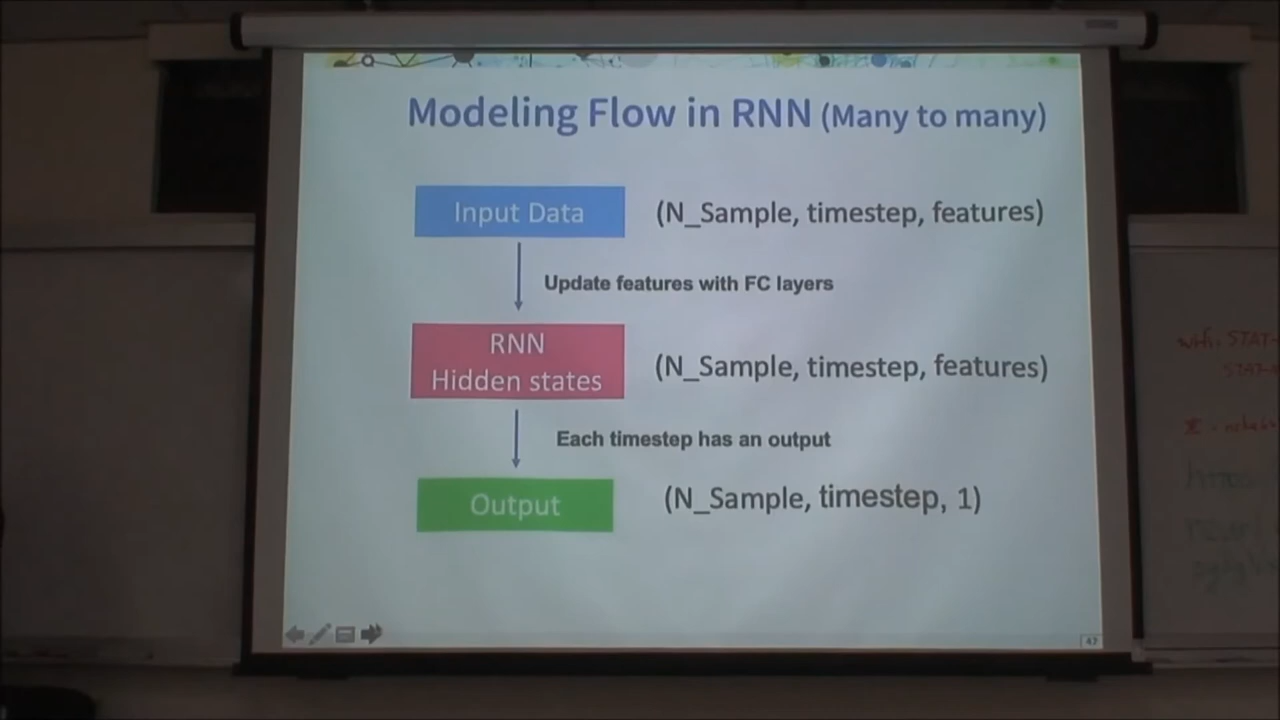 Modeling Flow in RNN (Many to many)
Input Data
(N_Sample, timestep, features)
Update features with FC layers
RNN
Hidden states
(N_Sample, timestep, features)
Each timestep has an output
Output
(N_Sample, timestep, 1)
47